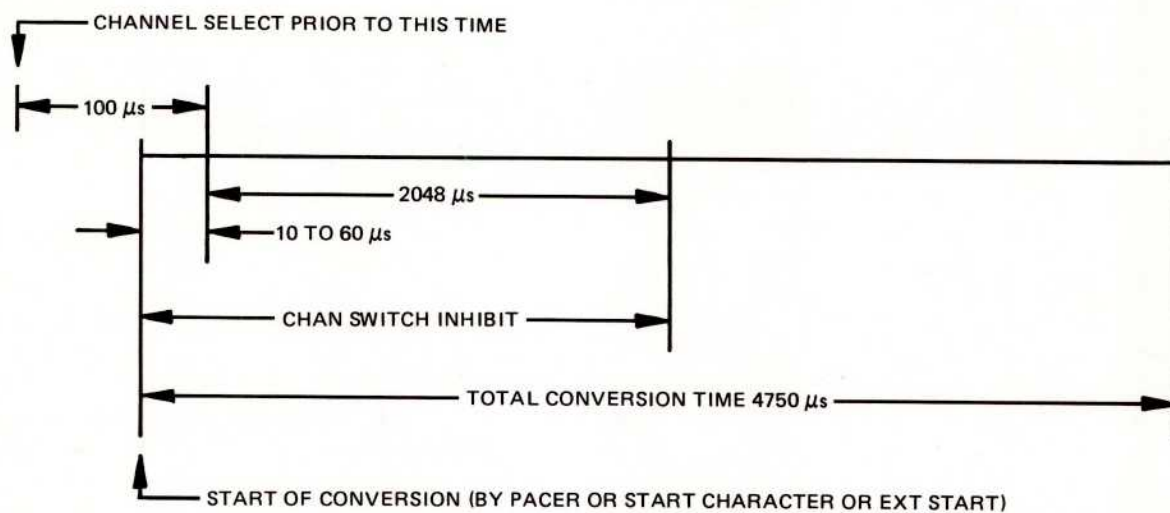 CHANNEL SELECT PRIOR TO THIS TIME
100 μs
2048 μs
10 TO 60 μs
CHAN SWITCH INHIBIT
TOTAL CONVERSION TIME 4750 μs
START OF CONVERSION (BY PACER OR START CHARACTER OR EXT START)